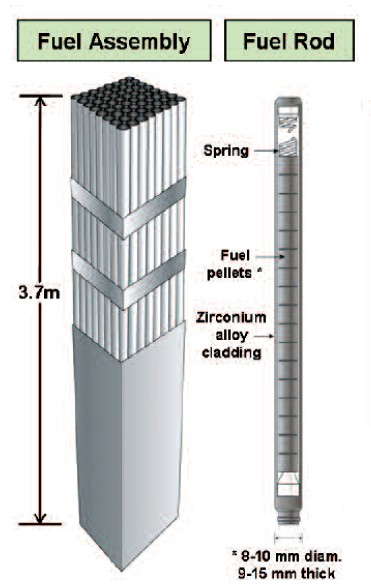 Fuel Assembly
Fuel Rod
Spring
Fuel
pellets *
3.7m
Zirconium
alloy
cladding
* 8-10 mm diam.
9-15 mm thick